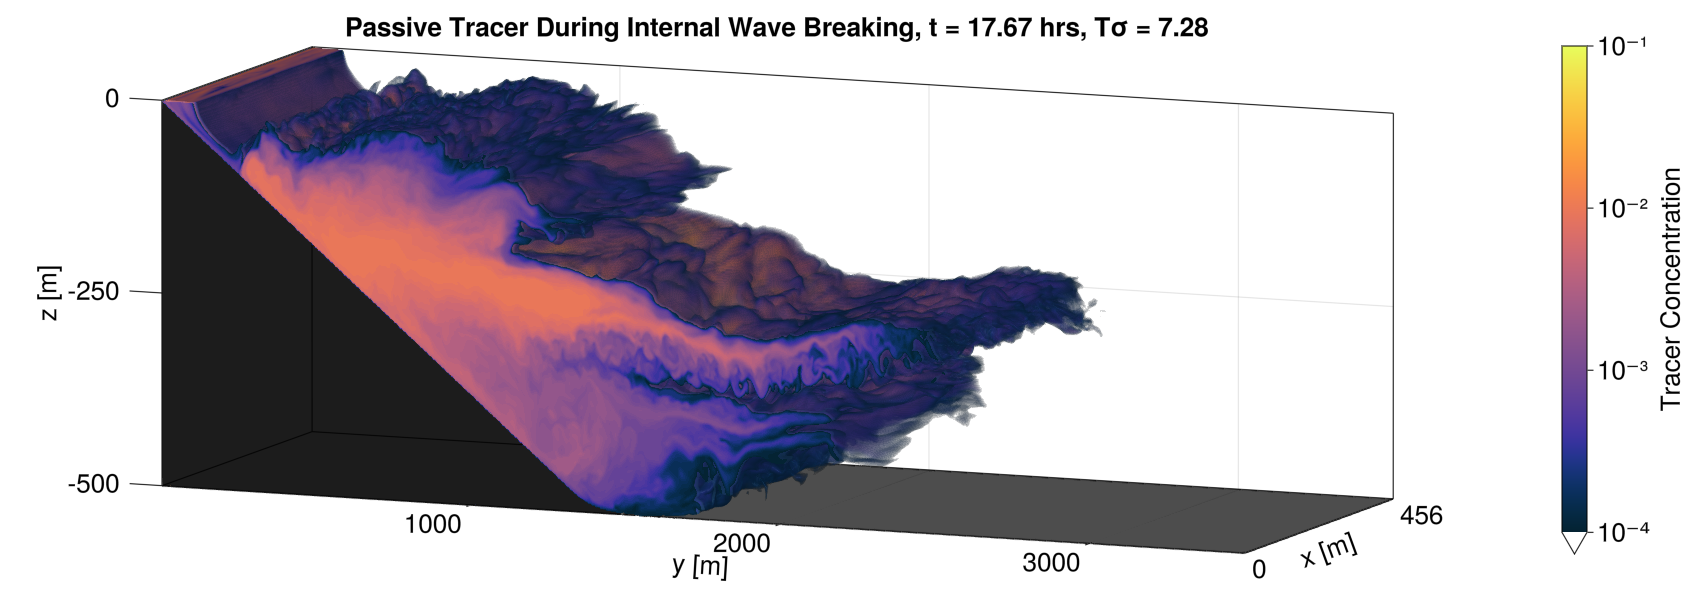 Passive Tracer During Internal Wave Breaking, t = 17.67 hrs, Tσ = 7.28
0
-250
-500
z [m]
1000
2000
3000
y [m]
0
456
x [m]
10⁻¹
10⁻²
10⁻³
10⁻⁴
Tracer Concentration